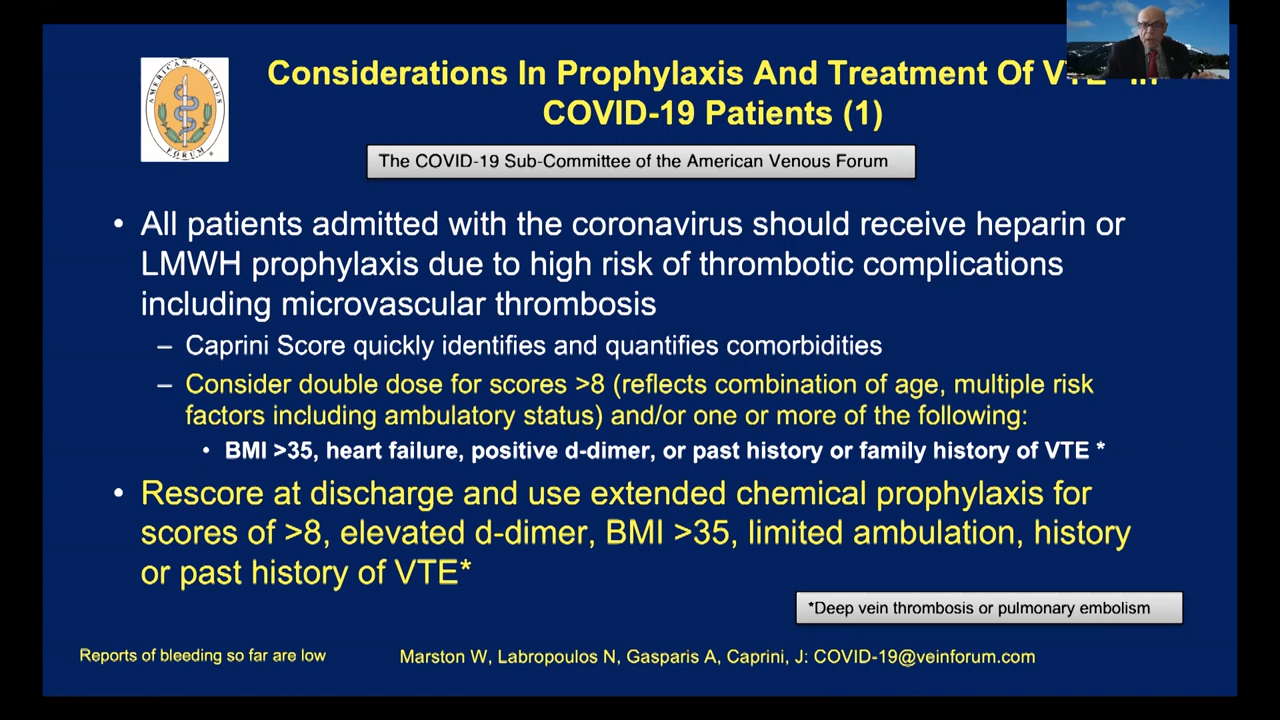 Considerations In Prophylaxis And Treatment Of VTE* In
COVID-19 Patients (1)
AMERICAN VENOUS
FORUM
The COVID-19 Sub-Committee of the American Venous Forum
• All patients admitted with the coronavirus should receive heparin or
LMWH prophylaxis due to high risk of thrombotic complications
including microvascular thrombosis
– Caprini Score quickly identifies and quantifies comorbidities
– Consider double dose for scores >8 (reflects combination of age, multiple risk
factors including ambulatory status) and/or one or more of the following:
• BMI >35, heart failure, positive d-dimer, or past history or family history of VTE *
• Rescore at discharge and use extended chemical prophylaxis for
scores of >8, elevated d-dimer, BMI >35, limited ambulation, history
or past history of VTE*
*Deep vein thrombosis or pulmonary embolism
Reports of bleeding so far are low
Marston W, Labropoulos N, Gasparis A, Caprini, J: COVID-19@veinforum.com